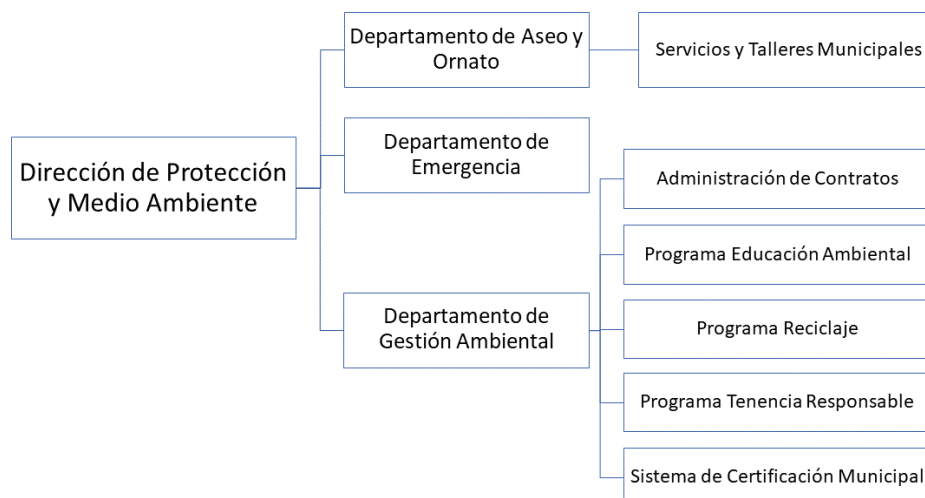 Departamento de Aseo y
Ornato
Servicios y Talleres Municipales
Dirección de Protección
y Medio Ambiente
Departamento de
Emergencia
Departamento de
Gestión Ambiental
Administración de Contratos
Programa Educación Ambiental
Programa Reciclaje
Programa Tenencia Responsable
Sistema de Certificación Municipal